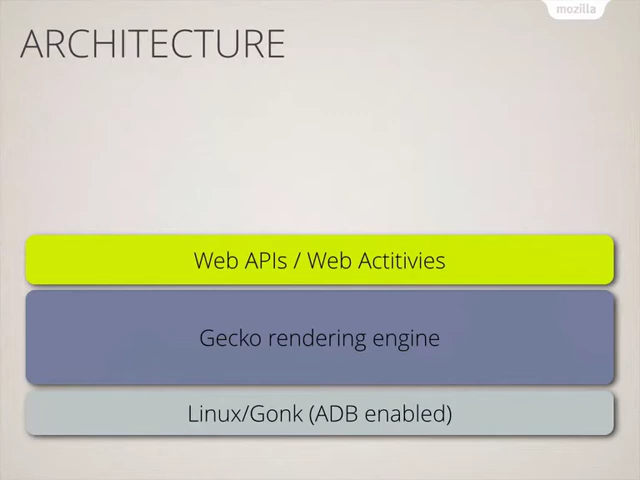 mozilla
ARCHITECTURE
Web APIs / Web Actitivies
Gecko rendering engine
Linux/Gonk (ADB enabled)